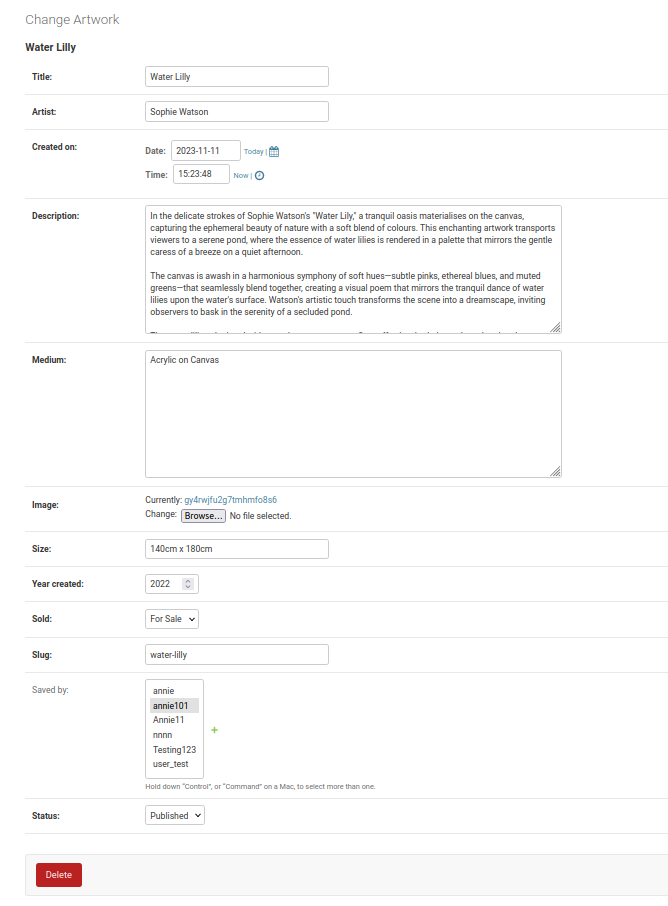 Change Artwork
Water Lilly
Title: Water Lilly
Artist: Sophie Watson
Created on:
Date: 2023-11-11 Today |
Time: 15:23:48 Now |
Description:
In the delicate strokes of Sophie Watson's "Water Lily," a tranquil oasis materialises on the canvas,
capturing the ephemeral beauty of nature with a soft blend of colours. This enchanting artwork transports
viewers to a serene pond, where the essence of water lilies is rendered in a palette that mirrors the gentle
caress of a breeze on a quiet afternoon.
The canvas is awash in a harmonious symphony of soft hues—subtle pinks, ethereal blues, and muted
greens—that seamlessly blend together, creating a visual poem that mirrors the tranquil dance of water
lilies upon the water's surface. Watson's artistic touch transforms the scene into a dreamscape, inviting
observers to bask in the serenity of a secluded pond.
Medium: Acrylic on Canvas
Image:
Currently: gy4rwjfu2g7tmhmfo8s6
Change: Browse... No file selected.
Size: 140cm x 180cm
Year created: 2022
Sold: For Sale
Slug: water-lilly
Saved by:
annie
annie101
Annie11
nnnn
Testing123
user_test
Hold down "Control", or "Command" on a Mac, to select more than one.
Status: Published
Delete